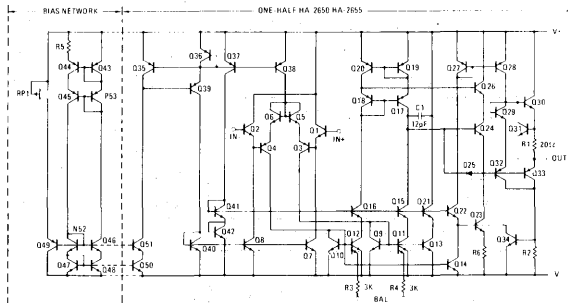 BIAS NETWORK
ONE-HALF HA 2650 HA-2655
V+
R5
Q44
Q43
Q35
Q36
Q37
Q38
Q20
Q19
Q27
Q28
RP1
Q45
P53
Q39
Q26
Q18
Q17
Q30
Q29
C1
12pF
Q6
Q5
Q2
Q1
Q24
Q31
R1
20Ω
IN
IN+
Q4
Q3
OUT
D25
Q32
Q33
Q41
Q16
Q15
Q21
Q22
N52
Q42
Q23
Q34
Q49
Q46
Q51
Q40
Q8
Q7
Q10
Q12
Q9
Q11
Q13
R6
R2
Q47
Q48
Q50
Q14
V
R3
3K
R4
3K
BAL